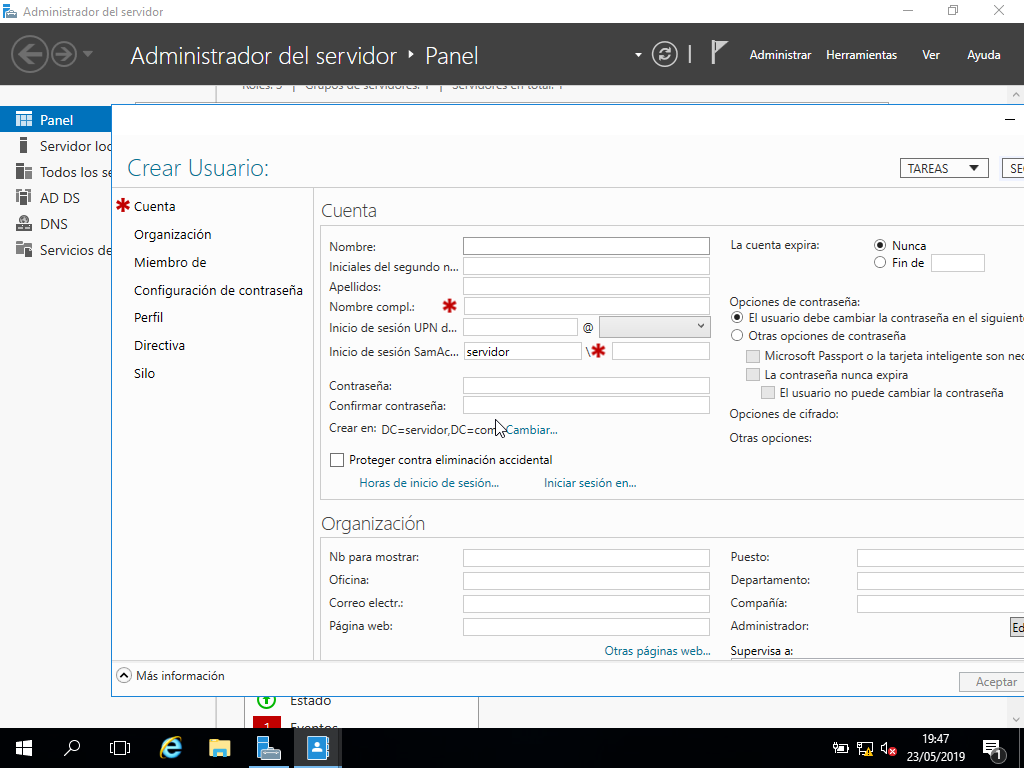 Administrador del servidor
Administrador del servidor ‣ Panel
Administrar Herramientas Ver Ayuda
Roles: 3 | Grupos de servidores: 1 | Servidores en total: 1
Panel
Servidor loc
Todos los se
AD DS
DNS
Servicios de
Crear Usuario:
TAREAS
SE
Cuenta
Organización
Miembro de
Configuración de contraseña
Perfil
Directiva
Silo
Cuenta
Nombre:
Iniciales del segundo n...
Apellidos:
Nombre compl.:
Inicio de sesión UPN d... @
Inicio de sesión SamAc... servidor \
Contraseña:
Confirmar contraseña:
Crear en: DC=servidor,DC=com Cambiar...
Proteger contra eliminación accidental
Horas de inicio de sesión... Iniciar sesión en...
La cuenta expira: Nunca
Fin de
Opciones de contraseña:
El usuario debe cambiar la contraseña en el siguient
Otras opciones de contraseña
Microsoft Passport o la tarjeta inteligente son nec
La contraseña nunca expira
El usuario no puede cambiar la contraseña
Opciones de cifrado:
Otras opciones:
Organización
Nb para mostrar:
Oficina:
Correo electr.:
Página web:
Otras páginas web...
Puesto:
Departamento:
Compañía:
Administrador:
Ed
Supervisa a:
Más información
Aceptar
Estado
1 Eventos
19:47
23/05/2019
1